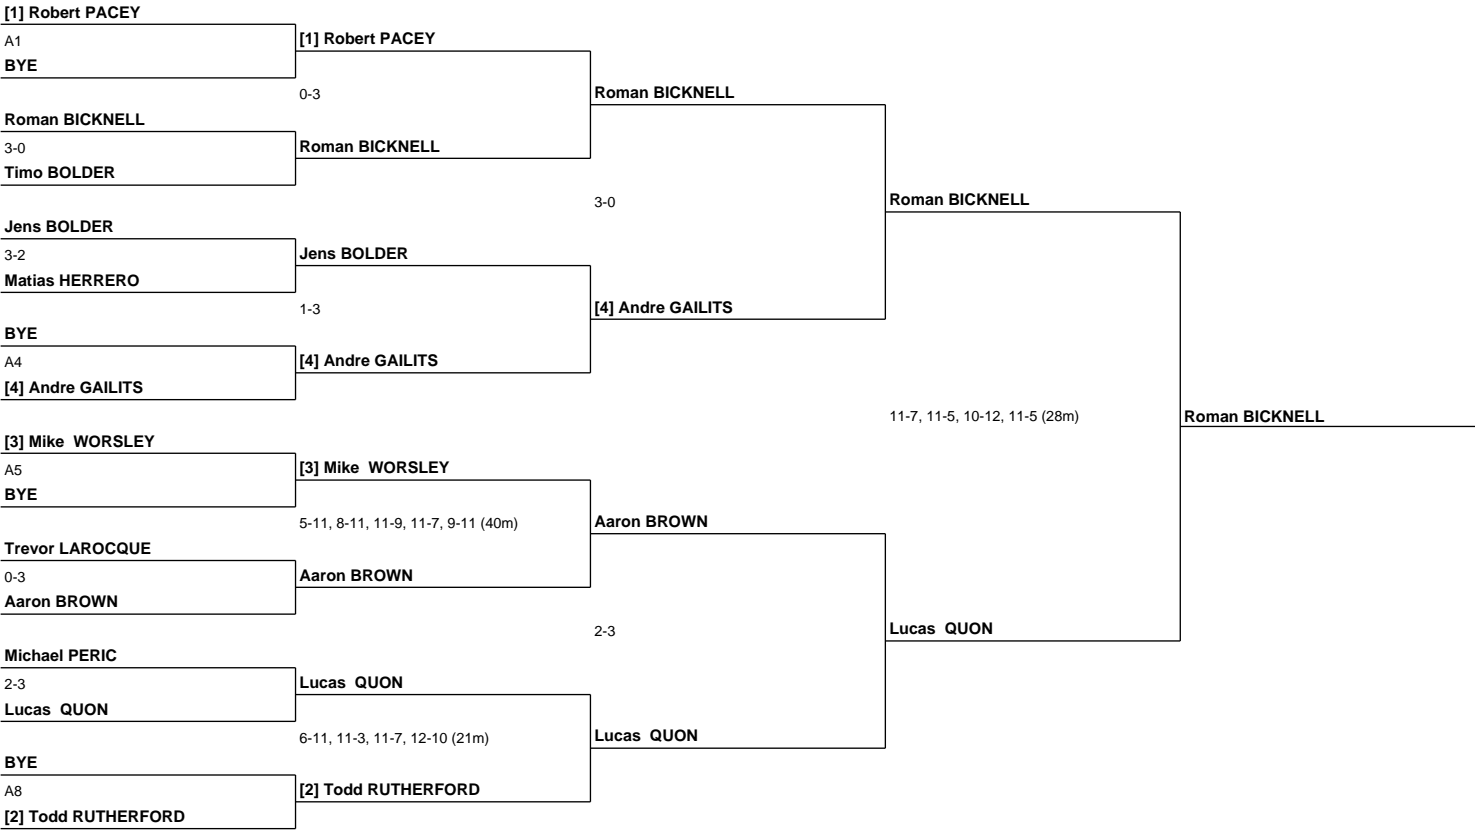 [1] Robert PACEY
A1
BYE
Roman BICKNELL
3-0
Timo BOLDER
Jens BOLDER
3-2
Matias HERRERO
BYE
A4
[4] Andre GAILITS
[3] Mike  WORSLEY
A5
BYE
Trevor LAROCQUE
0-3
Aaron BROWN
Michael PERIC
2-3
Lucas  QUON
BYE
A8
[2] Todd RUTHERFORD
[1] Robert PACEY
0-3
Roman BICKNELL
Jens BOLDER
1-3
[4] Andre GAILITS
[3] Mike  WORSLEY
5-11, 8-11, 11-9, 11-7, 9-11 (40m)
Aaron BROWN
Lucas  QUON
6-11, 11-3, 11-7, 12-10 (21m)
[2] Todd RUTHERFORD
Roman BICKNELL
3-0
[4] Andre GAILITS
Aaron BROWN
2-3
Lucas  QUON
Roman BICKNELL
11-7, 11-5, 10-12, 11-5 (28m)
Lucas  QUON
Roman BICKNELL